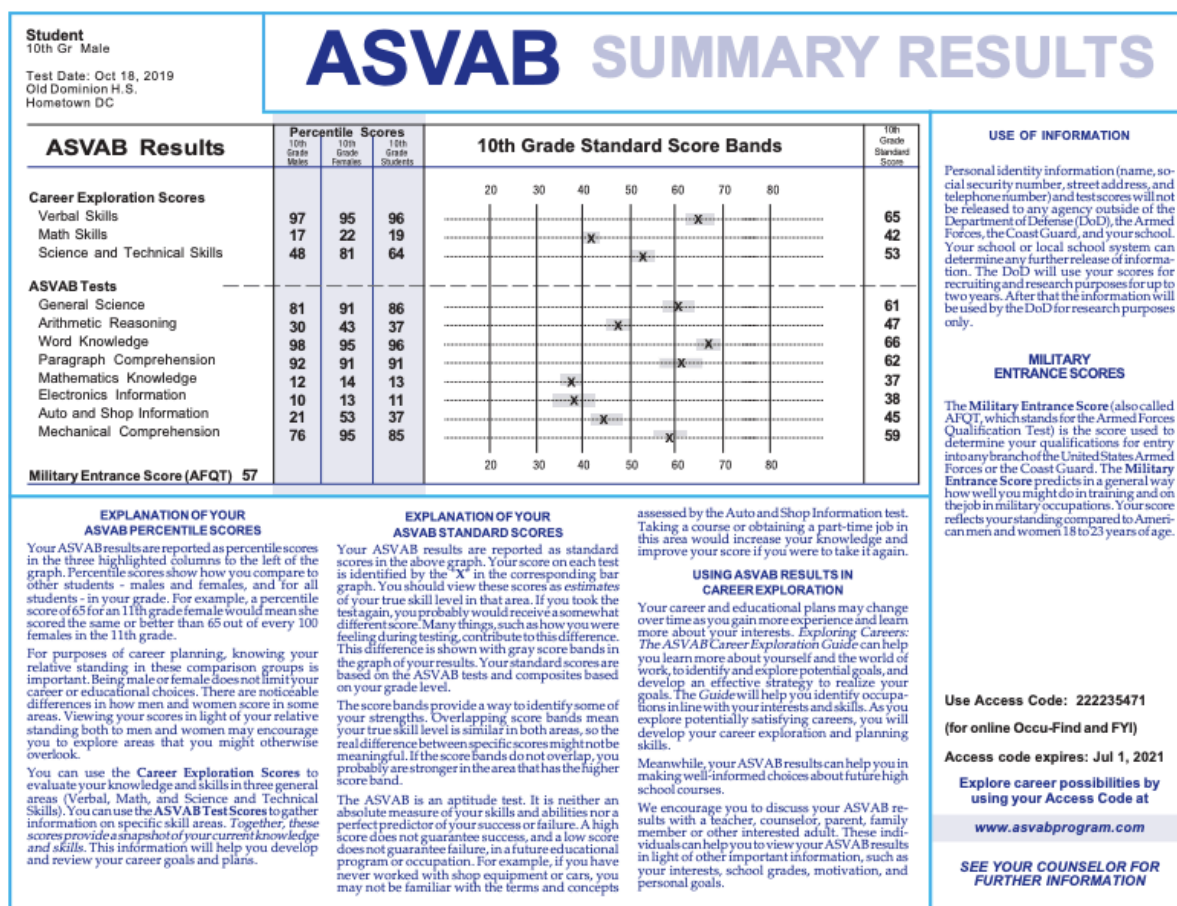 Student
10th Gr Male
Test Date: Oct 18, 2019
Old Dominion H.S.
Hometown DC
ASVAB SUMMARY RESULTS
ASVAB Results
Percentile Scores
10th Grade Males
10th Grade Females
10th Grade Students
10th Grade Standard Score Bands
10th Grade Standard Score
20 30 40 50 60 70 80
Career Exploration Scores
Verbal Skills 97 95 96 X 65
Math Skills 17 22 19 X 42
Science and Technical Skills 48 81 64 X 53
ASVAB Tests
General Science 81 91 86 X 61
Arithmetic Reasoning 30 43 37 X 47
Word Knowledge 98 95 96 X 66
Paragraph Comprehension 92 91 91 X 62
Mathematics Knowledge 12 14 13 X 37
Electronics Information 10 13 11 X 38
Auto and Shop Information 21 53 37 X 45
Mechanical Comprehension 76 95 85 X 59
20 30 40 50 60 70 80
Military Entrance Score (AFQT) 57
EXPLANATION OF YOUR
ASVAB PERCENTILE SCORES
Your ASVAB results are reported as percentile scores
in the three highlighted columns to the left of the
graph. Percentile scores show how you compare to
other students - males and females, and for all
students - in your grade. For example, a percentile
score of 65 for an 11th grade female would mean she
scored the same or better than 65 out of every 100
females in the 11th grade.
For purposes of career planning, knowing your
relative standing in these comparison groups is
important. Being male or female does not limit your
career or educational choices. There are noticeable
differences in how men and women score in some
areas. Viewing your scores in light of your relative
standing both to men and women may encourage
you to explore areas that you might otherwise
overlook.
You can use the Career Exploration Scores to
evaluate your knowledge and skills in three general
areas (Verbal, Math, and Science and Technical
Skills). You can use the ASVAB Test Scores to gather
information on specific skill areas. Together, these
scores provide a snapshot of your current knowledge
and skills. This information will help you develop
and review your career goals and plans.
EXPLANATION OF YOUR
ASVAB STANDARD SCORES
Your ASVAB results are reported as standard
scores in the above graph. Your score on each test
is identified by the "X" in the corresponding bar
graph. You should view these scores as estimates
of your true skill level in that area. If you took the
test again, you probably would receive a somewhat
different score. Many things, such as how you were
feeling during testing, contribute to this difference.
This difference is shown with gray score bands in
the graph of your results. Your standard scores are
based on the ASVAB tests and composites based
on your grade level.
The score bands provide a way to identify some of
your strengths. Overlapping score bands mean
your true skill level is similar in both areas, so the
real difference between specific scores might not be
meaningful. If the score bands do not overlap, you
probably are stronger in the area that has the higher
score band.
The ASVAB is an aptitude test. It is neither an
absolute measure of your skills and abilities nor a
perfect predictor of your success or failure. A high
score does not guarantee success, and a low score
does not guarantee failure, in a future educational
program or occupation. For example, if you have
never worked with shop equipment or cars, you
may not be familiar with the terms and concepts
assessed by the Auto and Shop Information test.
Taking a course or obtaining a part-time job in
this area would increase your knowledge and
improve your score if you were to take it again.
USING ASVAB RESULTS IN
CAREER EXPLORATION
Your career and educational plans may change
over time as you gain more experience and learn
more about your interests. Exploring Careers:
The ASVAB Career Exploration Guide can help
you learn more about yourself and the world of
work, to identify and explore potential goals, and
develop an effective strategy to realize your
goals. The Guide will help you identify occupa-
tions in line with your interests and skills. As you
explore potentially satisfying careers, you will
develop your career exploration and planning
skills.
Meanwhile, your ASVAB results can help you in
making well-informed choices about future high
school courses.
We encourage you to discuss your ASVAB re-
sults with a teacher, counselor, parent, family
member or other interested adult. These indi-
viduals can help you to view your ASVAB results
in light of other important information, such as
your interests, school grades, motivation, and
personal goals.
USE OF INFORMATION
Personal identity information (name, so-
cial security number, street address, and
telephone number) and test scores will not
be released to any agency outside of the
Department of Defense (DoD), the Armed
Forces, the Coast Guard, and your school.
Your school or local school system can
determine any further release of informa-
tion. The DoD will use your scores for
recruiting and research purposes for up to
two years. After that the information will
be used by the DoD for research purposes
only.
MILITARY
ENTRANCE SCORES
The Military Entrance Score (also called
AFQT, which stands for the Armed Forces
Qualification Test) is the score used to
determine your qualifications for entry
into any branch of the United States Armed
Forces or the Coast Guard. The Military
Entrance Score predicts in a general way
how well you might do in training and on
the job in military occupations. Your score
reflects your standing compared to Ameri-
can men and women 18 to 23 years of age.
Use Access Code: 222235471
(for online Occu-Find and FYI)
Access code expires: Jul 1, 2021
Explore career possibilities by
using your Access Code at
www.asvabprogram.com
SEE YOUR COUNSELOR FOR
FURTHER INFORMATION